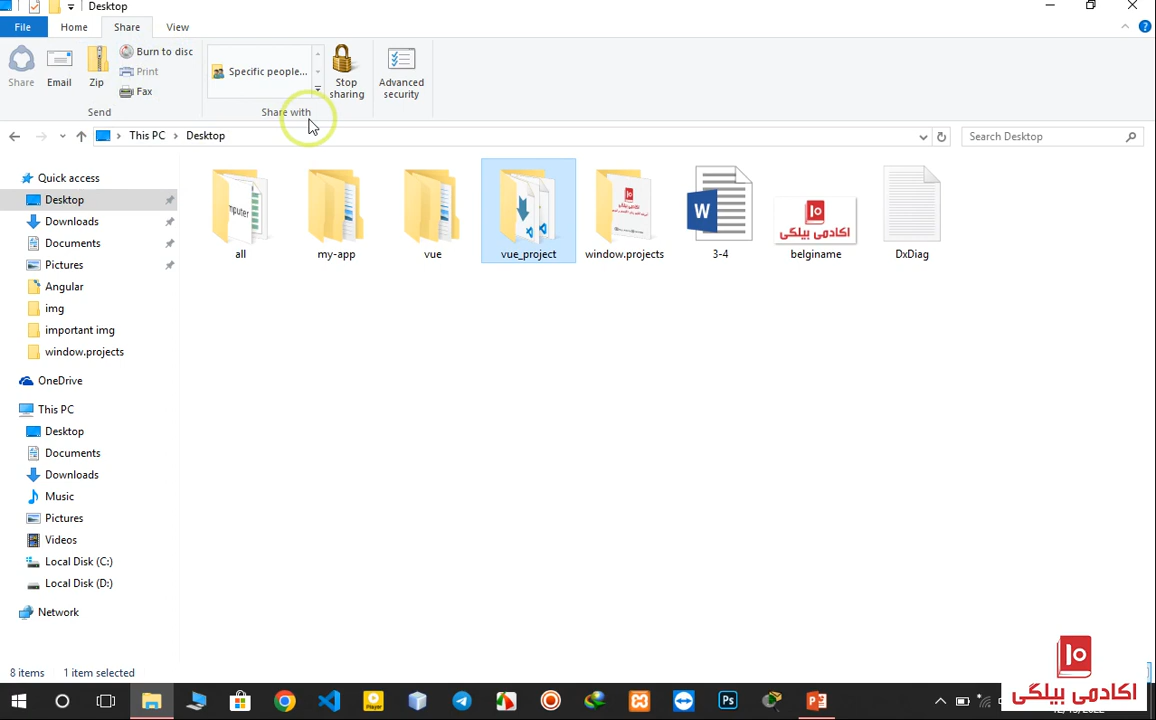 Desktop
File Home Share View
Share
Email
Zip
Burn to disc
Print
Fax
Send
Specific people...
Stop sharing
Share with
Advanced security
This PC > Desktop
Search Desktop
Quick access
Desktop
Downloads
Documents
Pictures
Angular
img
important img
window.projects
OneDrive
This PC
Desktop
Documents
Downloads
Music
Pictures
Videos
Local Disk (C:)
Local Disk (D:)
Network
all
my-app
vue
vue_project
window.projects
3-4
belginame
DxDiag
اکادمی بیلگی
8 items 1 item selected
اکادمی بیلگی